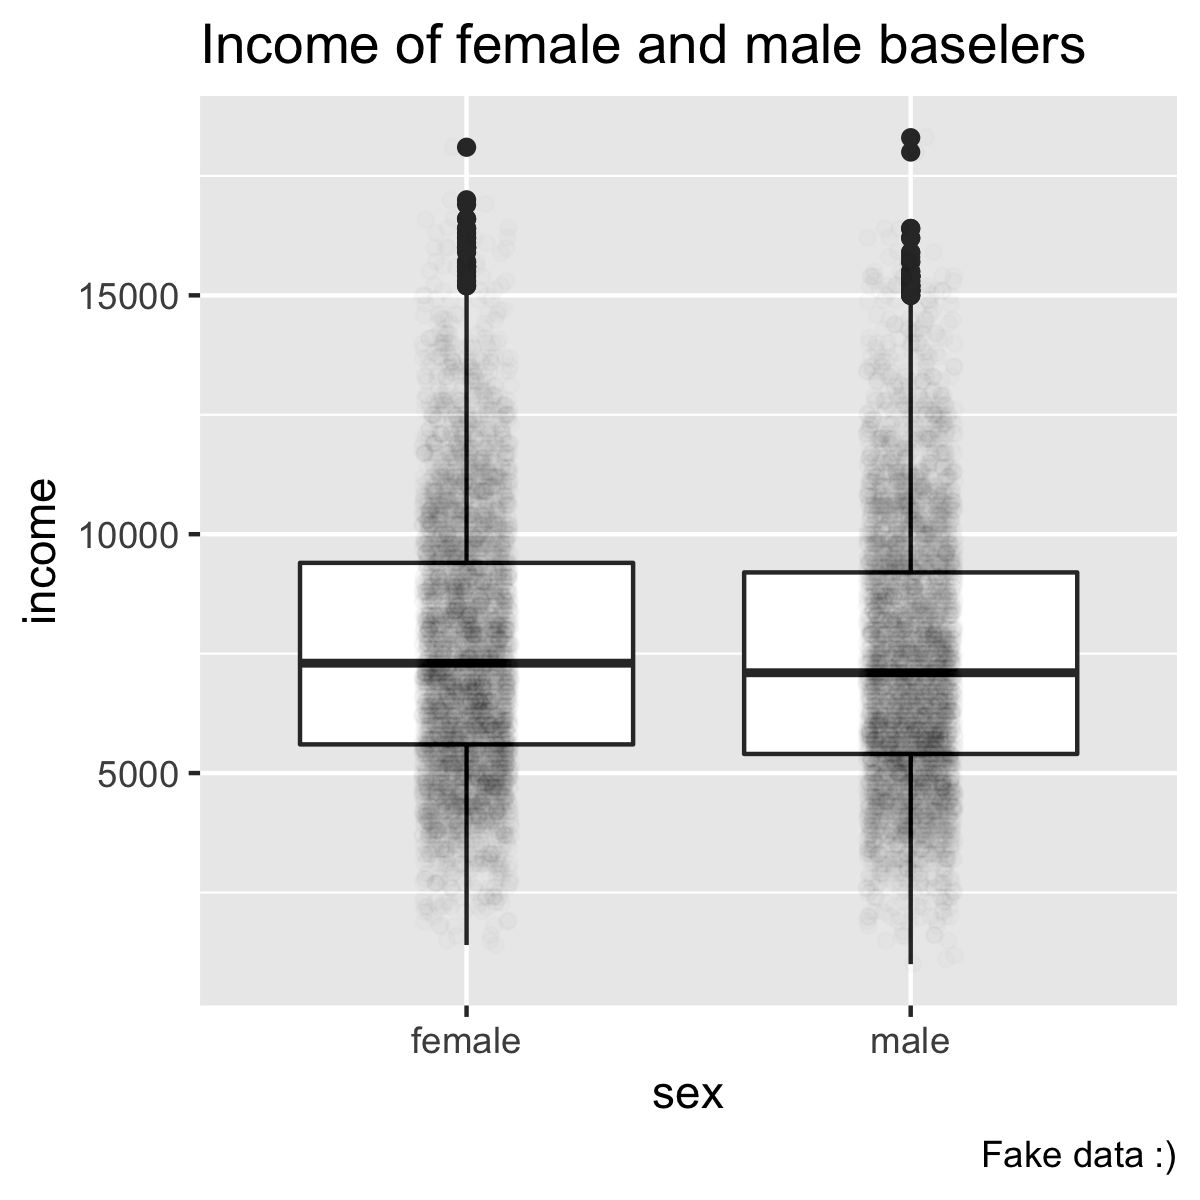 Income of female and male baselers
income
15000
10000
5000
female
male
sex
Fake data :)